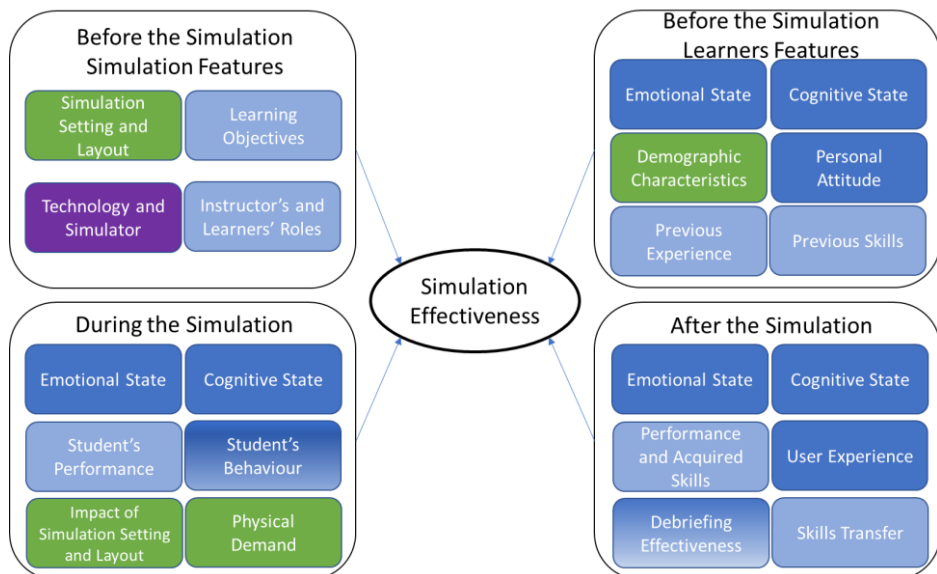 Before the Simulation
Simulation Features
Simulation
Setting and
Layout
Learning
Objectives
Technology and
Simulator
Instructor's and
Learners' Roles
Before the Simulation
Learners Features
Emotional State
Cognitive State
Demographic
Characteristics
Personal
Attitude
Previous
Experience
Previous Skills
Simulation
Effectiveness
During the Simulation
Emotional State
Cognitive State
Student's
Performance
Student's
Behaviour
Impact of
Simulation Setting
and Layout
Physical
Demand
After the Simulation
Emotional State
Cognitive State
Performance
and Acquired
Skills
User Experience
Debriefing
Effectiveness
Skills Transfer